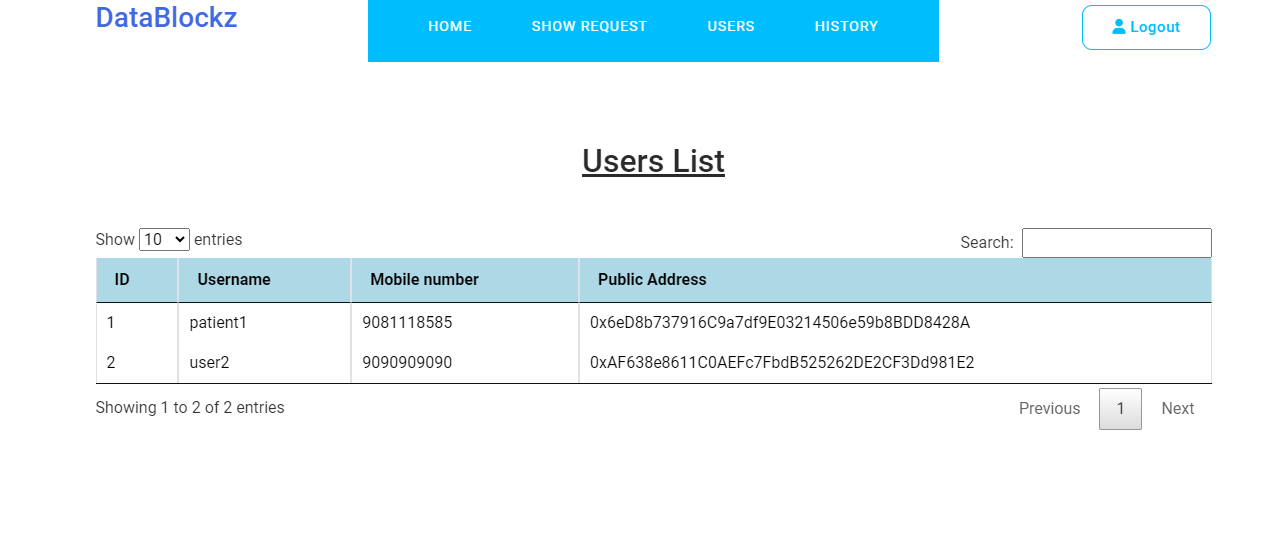 DataBlockz
HOME SHOW REQUEST USERS HISTORY
Logout
Users List
Show 10 entries
Search:
ID Username Mobile number Public Address
1 patient1 9081118585 0x6eD8b737916C9a7df9E03214506e59b8BDD8428A
2 user2 9090909090 0xAF638e8611C0AEFc7FbdB525262DE2CF3Dd981E2
Showing 1 to 2 of 2 entries
Previous 1 Next